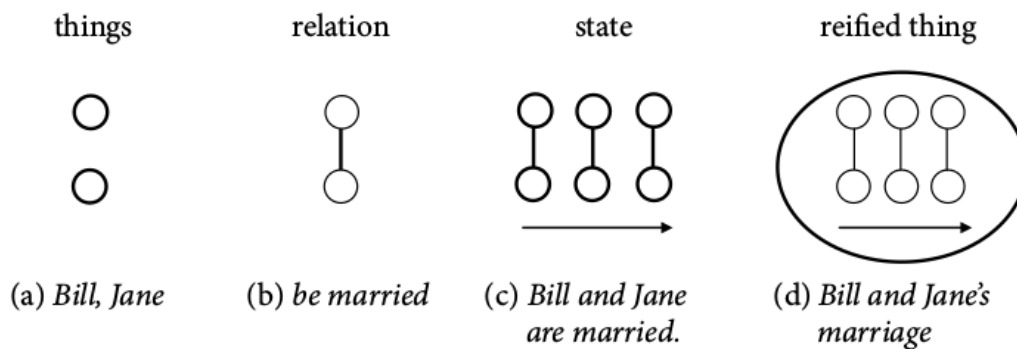 things relation state reified thing
(a) Bill, Jane (b) be married (c) Bill and Jane (d) Bill and Jane's
are married. marriage